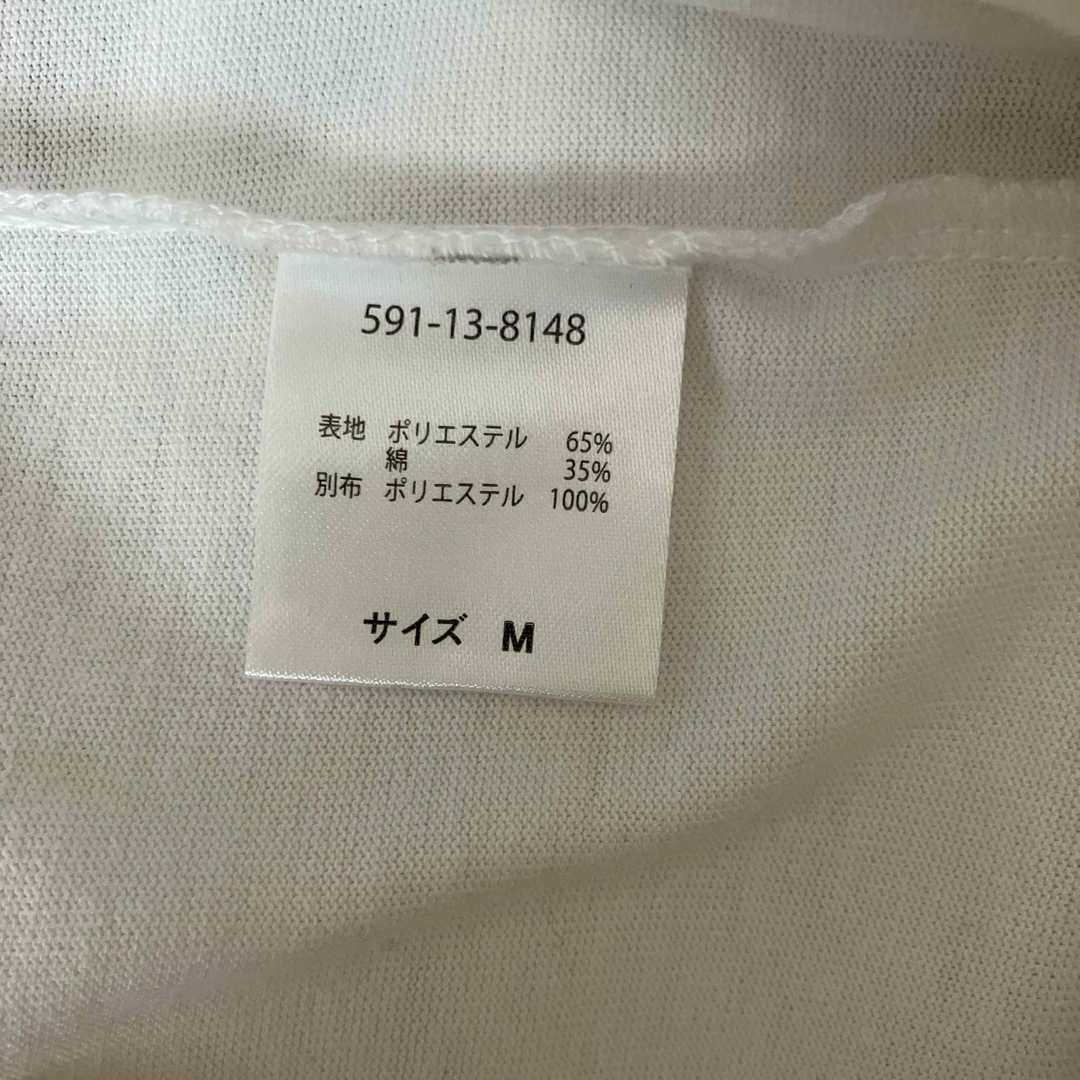 591-13-8148
表地 ポリエステル 65%
綿 35%
別布 ポリエステル 100%
サイズ M